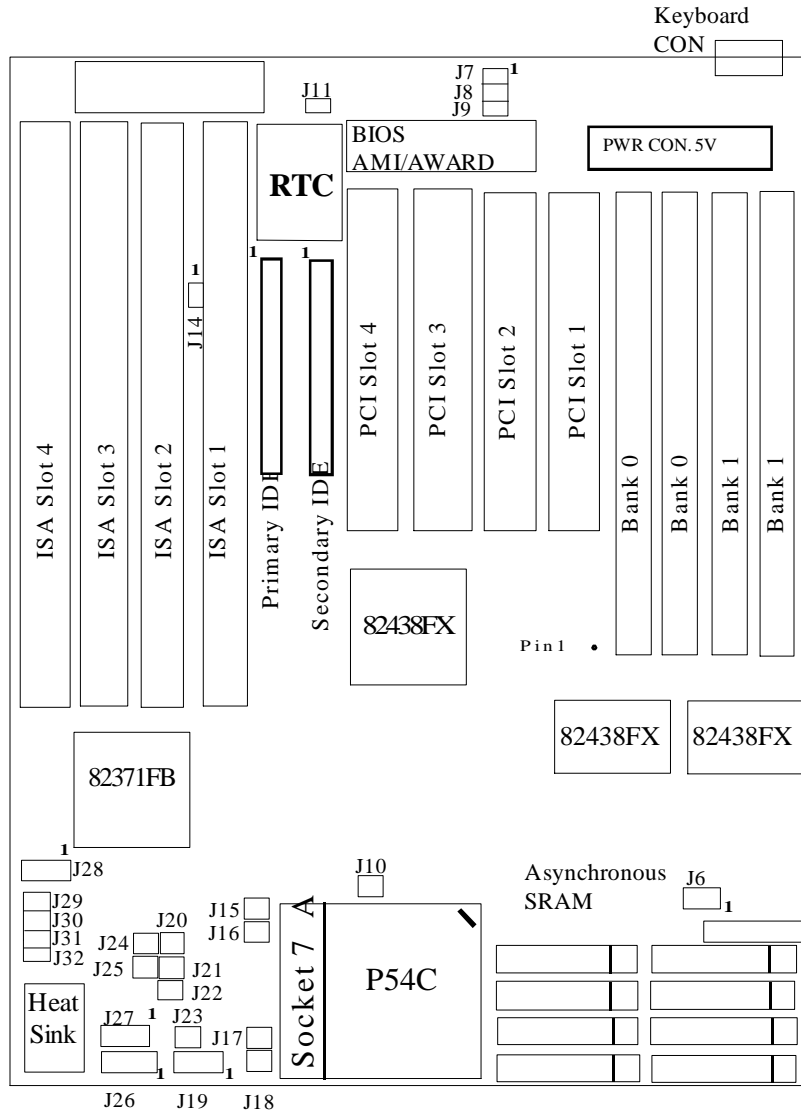 Keyboard
CON
J7
1
J8
J9
J11
BIOS
AMI/AWARD
PWR CON. 5V
RTC
1
1
1
J14
ISA Slot 4
ISA Slot 3
ISA Slot 2
ISA Slot 1
Primary IDE
Secondary IDE
PCI Slot 4
PCI Slot 3
PCI Slot 2
PCI Slot 1
Bank 0
Bank 0
Bank 1
Bank 1
82438FX
Pin1
82438FX
82438FX
82371FB
1
J28
J10
Asynchronous
SRAM
J6
1
J29
J30
J31
J32
J24
J20
J25
J21
J22
J15
J16
Socket 7 A
P54C
Heat
Sink
J27
1
J23
J17
1
1
J26
J19
J18